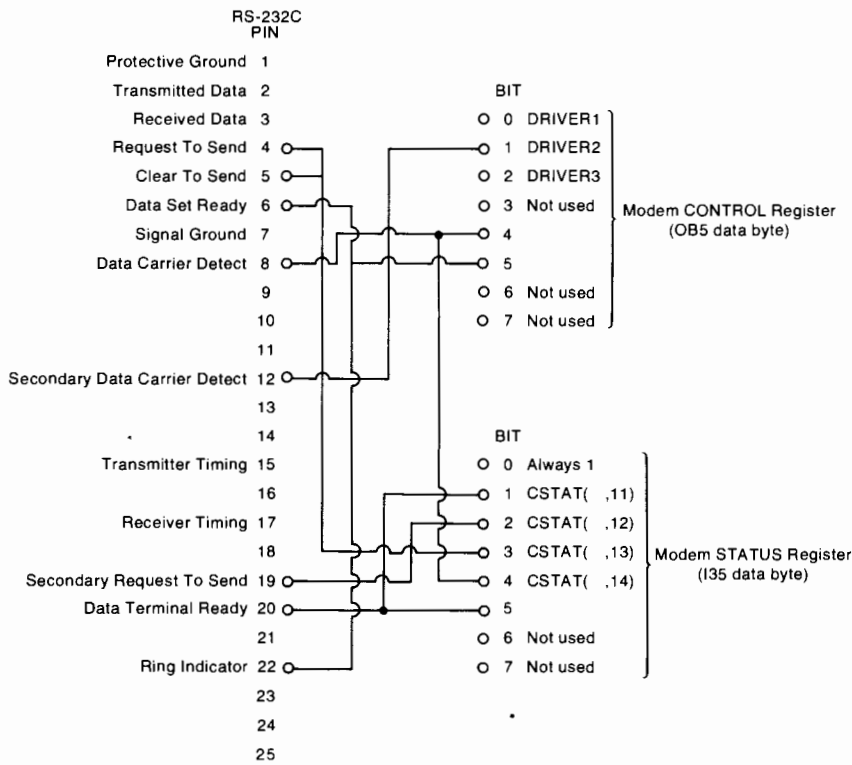 RS-232C
PIN
Protective Ground 1
Transmitted Data 2
Received Data 3
Request To Send 4
Clear To Send 5
Data Set Ready 6
Signal Ground 7
Data Carrier Detect 8
9
10
11
Secondary Data Carrier Detect 12
13
14
Transmitter Timing 15
16
Receiver Timing 17
18
Secondary Request To Send 19
Data Terminal Ready 20
21
Ring Indicator 22
23
24
25
BIT
0 DRIVER1
1 DRIVER2
2 DRIVER3
3 Not used
4
5
6 Not used
7 Not used
Modem CONTROL Register
(OB5 data byte)
BIT
0 Always 1
1 CSTAT( ,11)
2 CSTAT( ,12)
3 CSTAT( ,13)
4 CSTAT( ,14)
5
6 Not used
7 Not used
Modem STATUS Register
(I35 data byte)